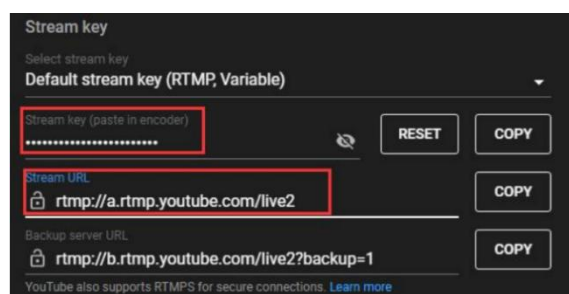 Stream key
Select stream key
Default stream key (RTMP, Variable)
Stream key (paste in encoder)
••••••••••••••••••••••••
RESET
COPY
Stream URL
rtmp://a.rtmp.youtube.com/live2
COPY
Backup server URL
rtmp://b.rtmp.youtube.com/live2?backup=1
COPY
YouTube also supports RTMPS for secure connections. Learn more